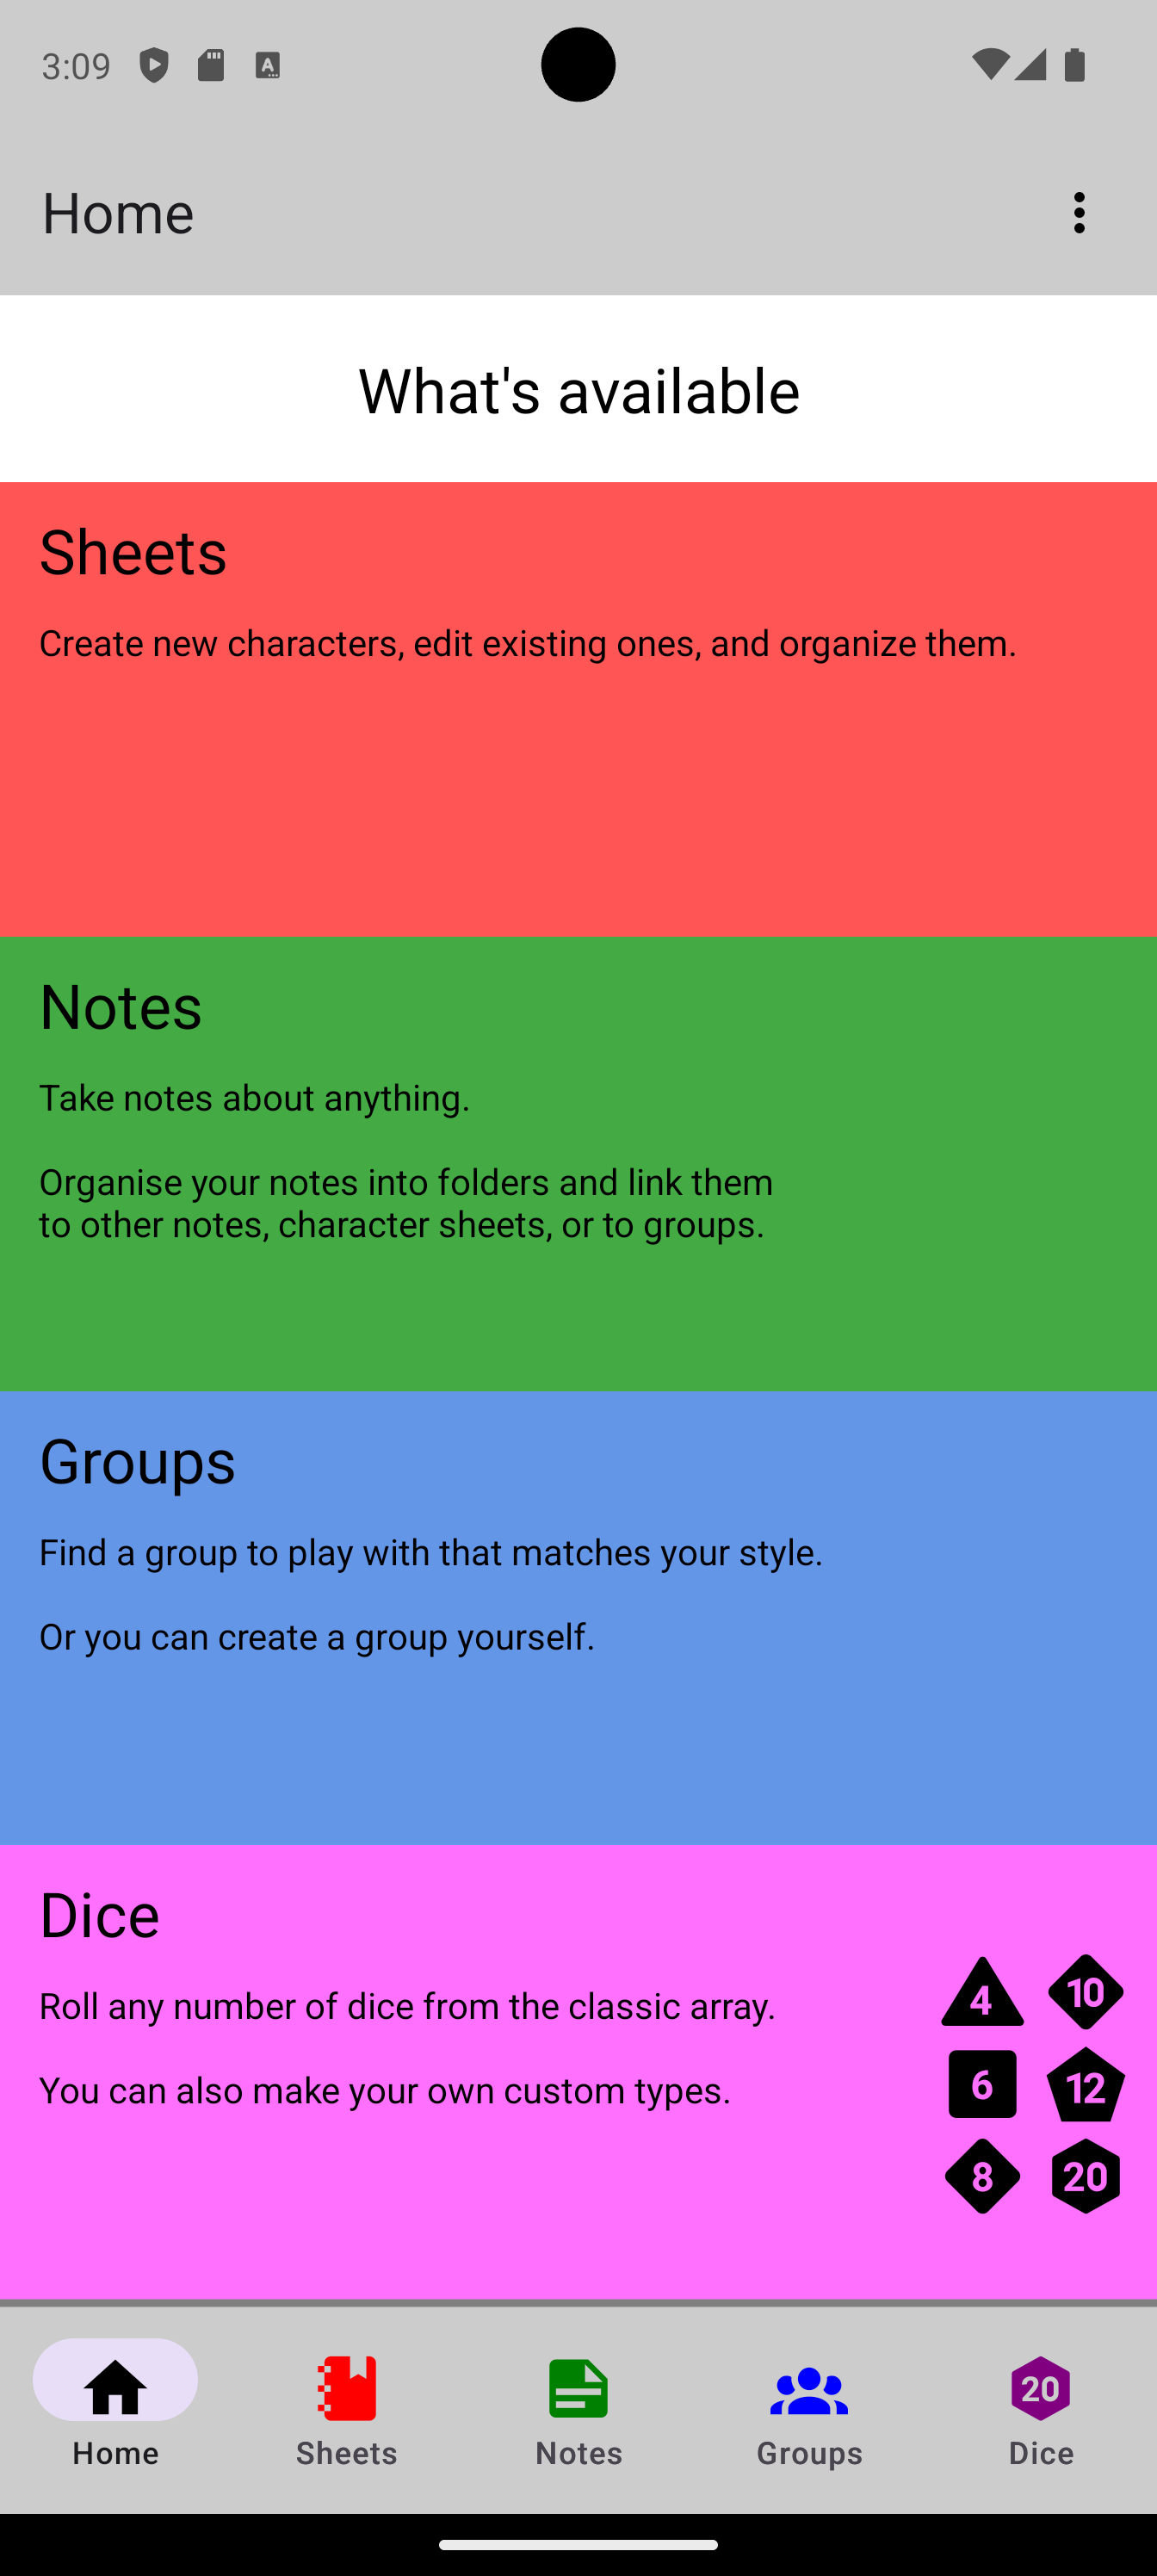 3:09
Home
What's available
Sheets
Create new characters, edit existing ones, and organize them.
Notes
Take notes about anything.
Organise your notes into folders and link them
to other notes, character sheets, or to groups.
Groups
Find a group to play with that matches your style.
Or you can create a group yourself.
Dice
Roll any number of dice from the classic array.
You can also make your own custom types.
4 10
6 12
8 20
20
Home Sheets Notes Groups Dice